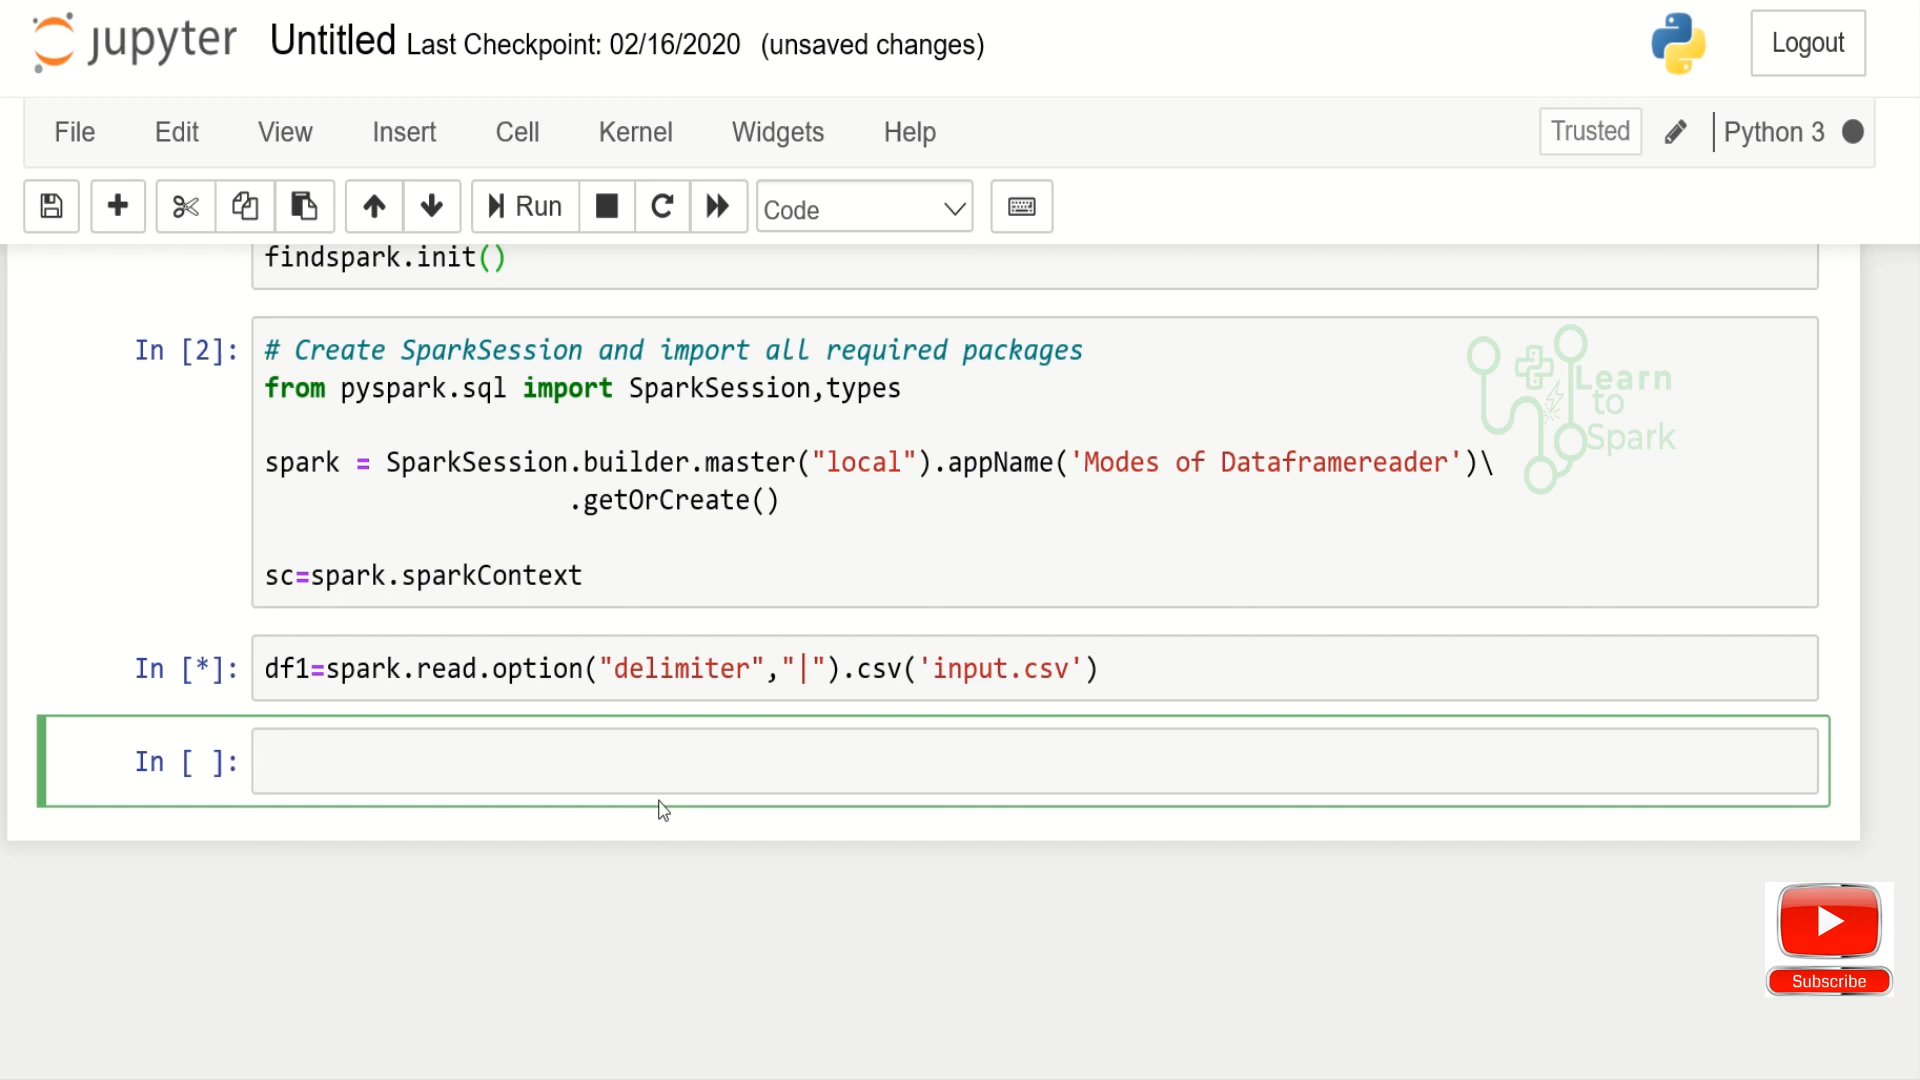 jupyter Untitled Last Checkpoint: 02/16/2020 (unsaved changes) Logout
File Edit View Insert Cell Kernel Widgets Help Trusted Python 3
Run Code
findspark.init()
In [2]: # Create SparkSession and import all required packages
from pyspark.sql import SparkSession,types
spark = SparkSession.builder.master("local").appName('Modes of Dataframereader')\
.getOrCreate()
sc=spark.sparkContext
Learn
to
Spark
In [*]: df1=spark.read.option("delimiter","|").csv('input.csv')
In [ ]:
Subscribe